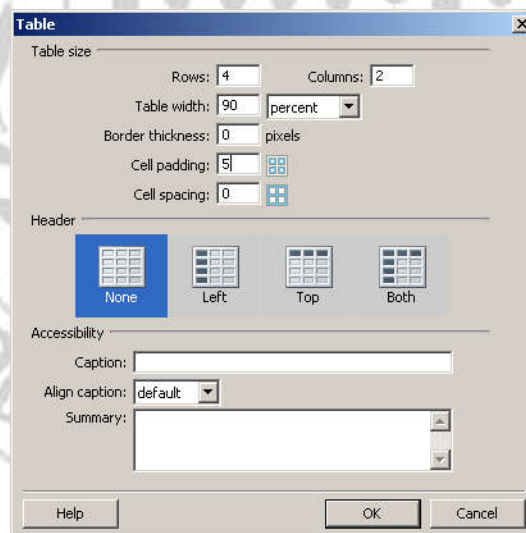 Table
Table size
Rows: 4 Columns: 2
Table width: 90 percent
Border thickness: 0 pixels
Cell padding: 5
Cell spacing: 0
Header
None Left Top Both
Accessibility
Caption:
Align caption: default
Summary:
Help OK Cancel